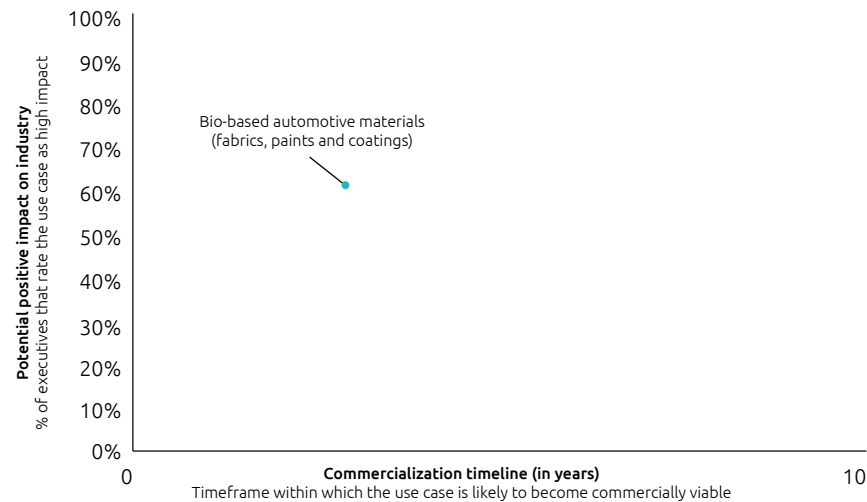 100%
90%
80%
70%
60%
50%
40%
30%
20%
10%
0%
Potential positive impact on industry
% of executives that rate the use case as high impact
Bio-based automotive materials
(fabrics, paints and coatings)
0
10
Commercialization timeline (in years)
Timeframe within which the use case is likely to become commercially viable